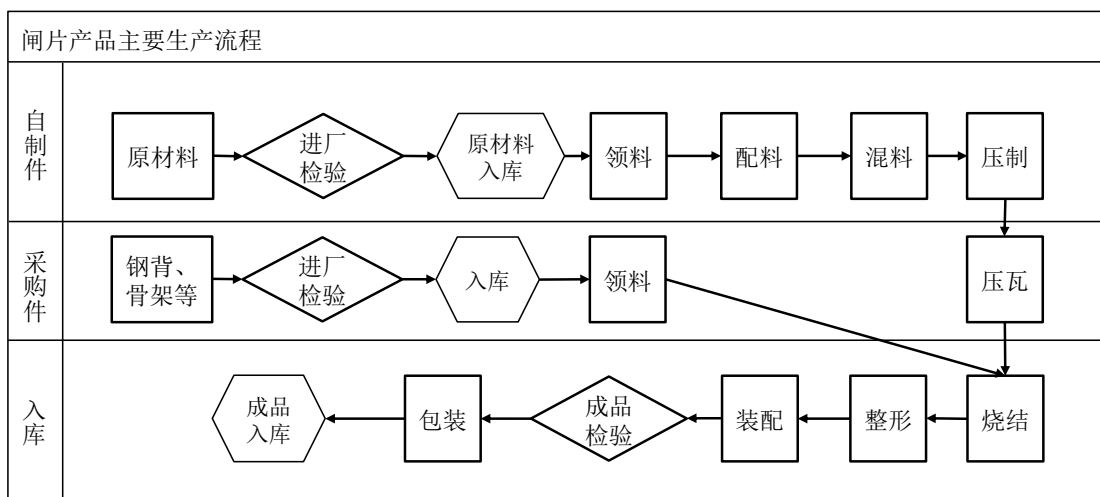 闸片产品主要生产流程
自
制
件
原材料
进厂
检验
原材料
入库
领料
配料
混料
压制
采
购
件
钢背、
骨架等
进厂
检验
入库
领料
压瓦
入
库
成品
入库
包装
成品
检验
装配
整形
烧结